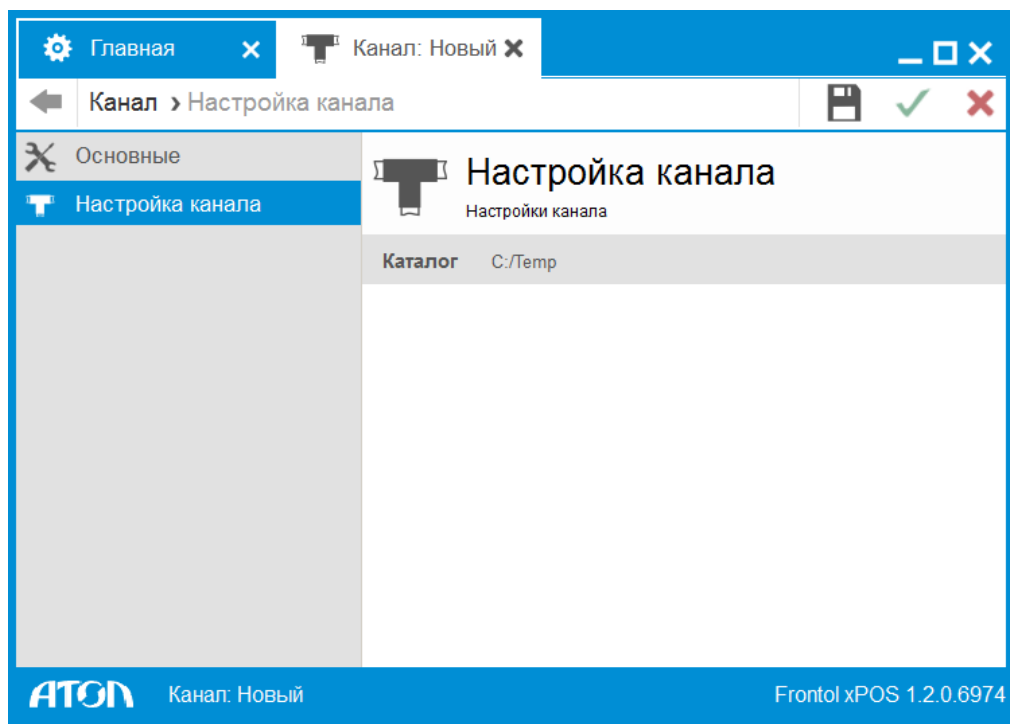 Главная
Канал: Новый
Канал › Настройка канала
Основные
Настройка канала
Настройка канала
Настройки канала
Каталог C:/Temp
ATOL Канал: Новый Frontol xPOS 1.2.0.6974